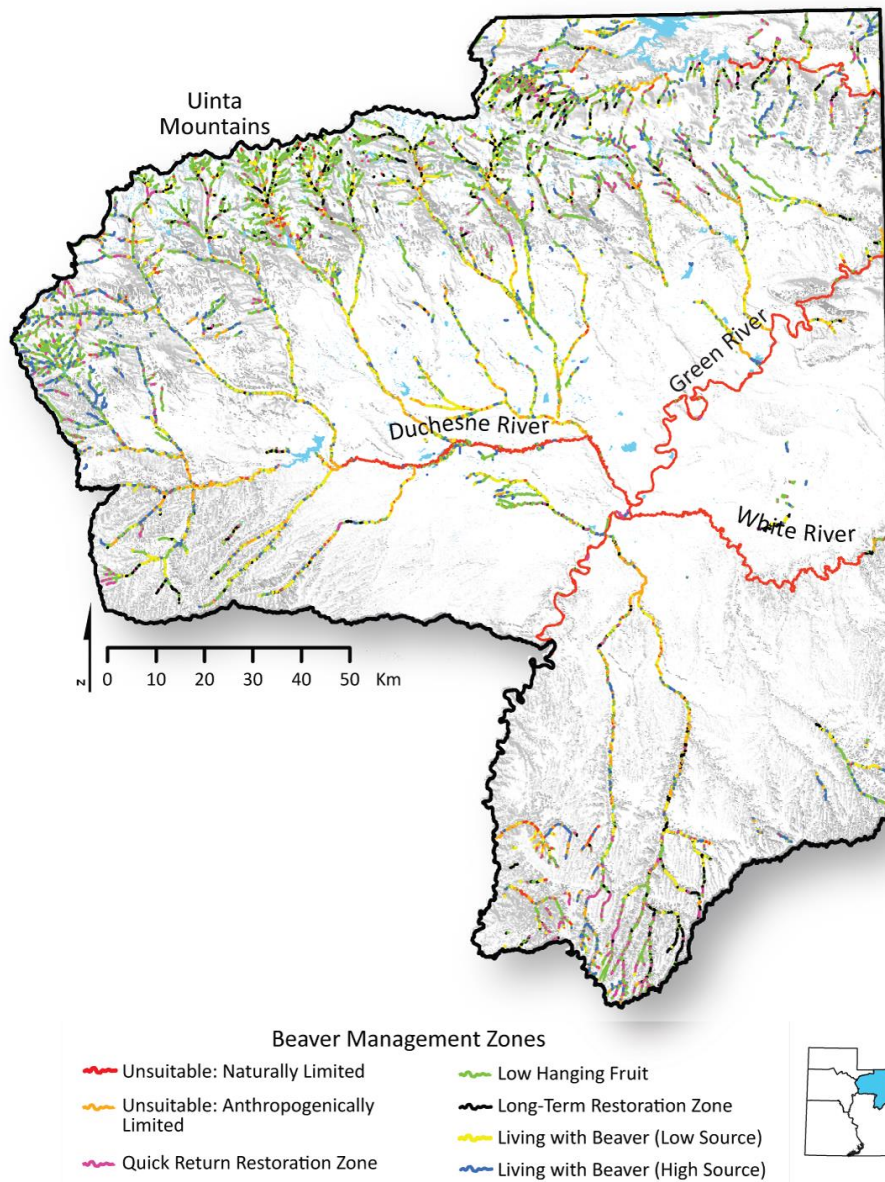 Uinta
Mountains
Green River
Duchesne River
White River
N
0 10 20 30 40 50 Km
Beaver Management Zones
Unsuitable: Naturally Limited
Unsuitable: Anthropogenically
Limited
Quick Return Restoration Zone
Low Hanging Fruit
Long-Term Restoration Zone
Living with Beaver (Low Source)
Living with Beaver (High Source)